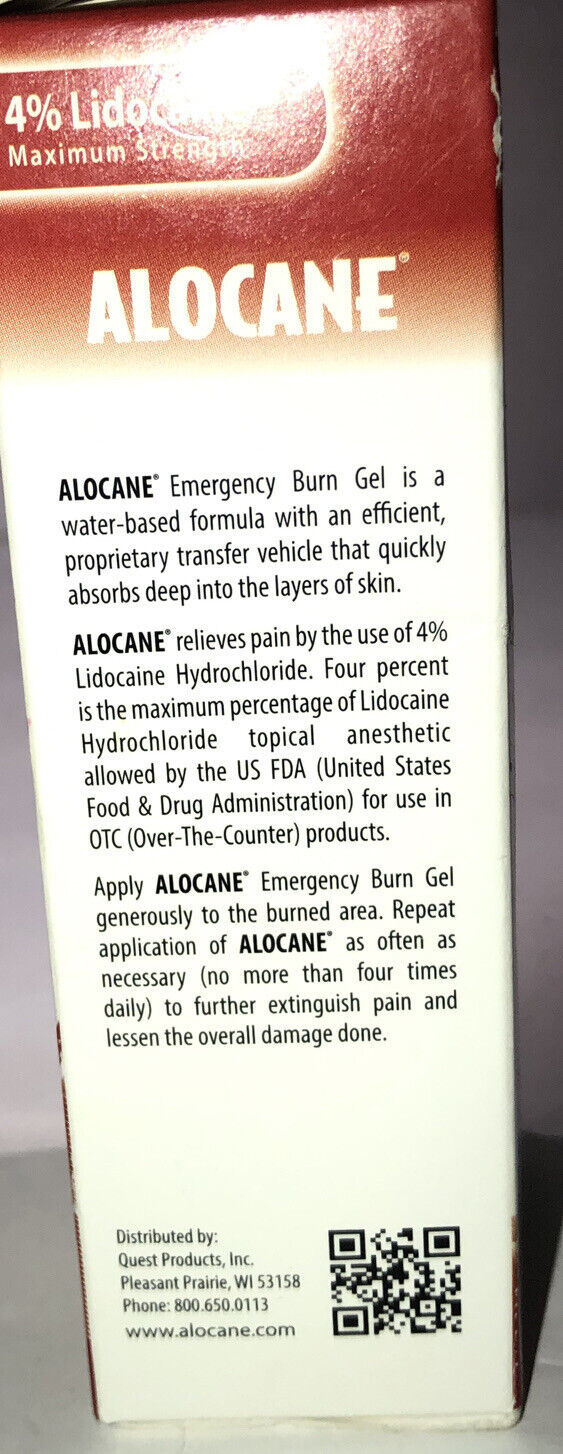 4% Lidocaine
Maximum Strength
ALOCANE®
ALOCANE® Emergency Burn Gel is a
water-based formula with an efficient,
proprietary transfer vehicle that quickly
absorbs deep into the layers of skin.
ALOCANE® relieves pain by the use of 4%
Lidocaine Hydrochloride. Four percent
is the maximum percentage of Lidocaine
Hydrochloride topical anesthetic
allowed by the US FDA (United States
Food & Drug Administration) for use in
OTC (Over-The-Counter) products.
Apply ALOCANE® Emergency Burn Gel
generously to the burned area. Repeat
application of ALOCANE® as often as
necessary (no more than four times
daily) to further extinguish pain and
lessen the overall damage done.
Distributed by:
Quest Products, Inc.
Pleasant Prairie, WI 53158
Phone: 800.650.0113
www.alocane.com